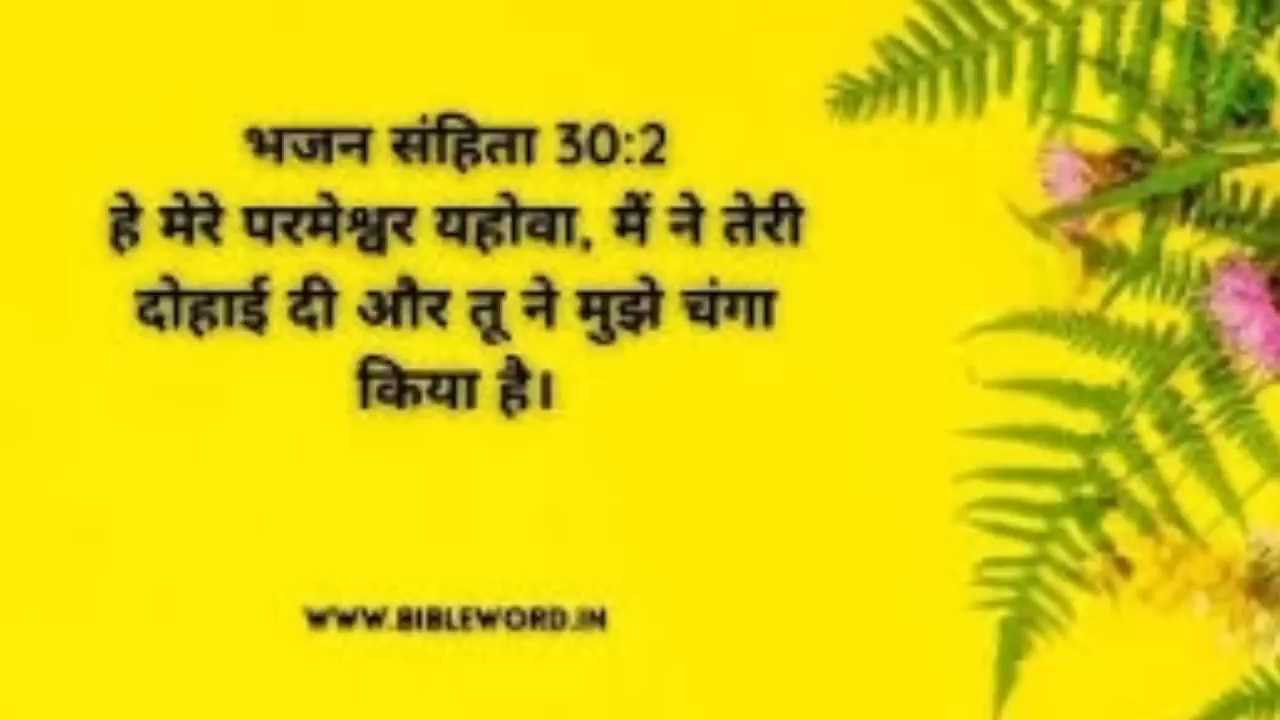 भजन संहिता 30:2
हे मेरे परमेश्वर यहोवा, मैं ने तेरी
दोहाई दी और तू ने मुझे चंगा
किया है।
WWW.BIBLEWORD.IN